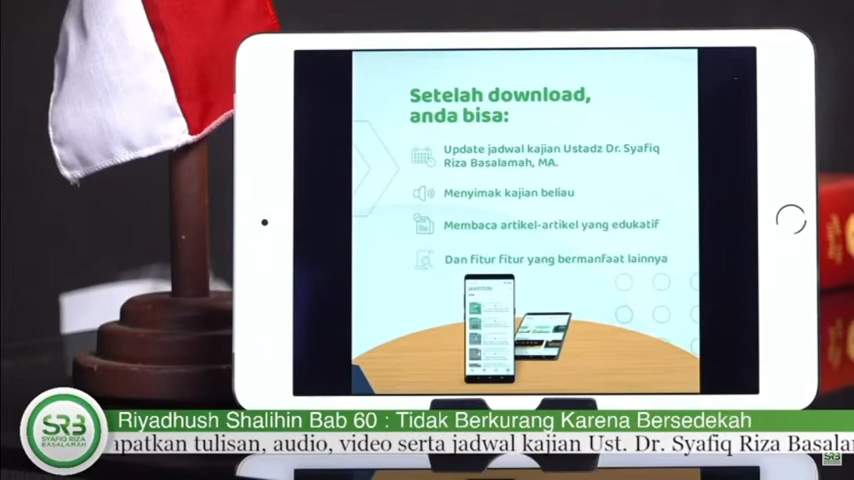 Setelah download,
anda bisa:
Update jadwal kajian Ustadz Dr. Syafiq
Riza Basalamah, MA.
Menyimak kajian beliau
Membaca artikel-artikel yang edukatif
Dan fitur fitur yang bermanfaat lainnya
SRB
SYAFIQ RIZA
BASALAMAH
Riyadhush Shalihin Bab 60 : Tidak Berkurang Karena Bersedekah
mpatkan tulisan, audio, video serta jadwal kajian Ust. Dr. Syafiq Riza Basalam
SRB